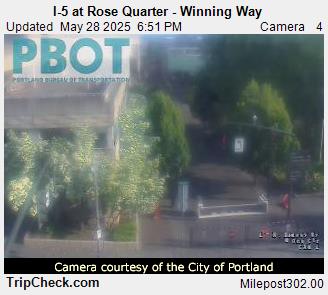 I-5 at Rose Quarter - Winning Way
Updated May 28 2025 6:51 PM Camera 4
PBOT
PORTLAND BUREAU OF TRANSPORTATION
Camera courtesy of the City of Portland
TripCheck.com Milepost302.00